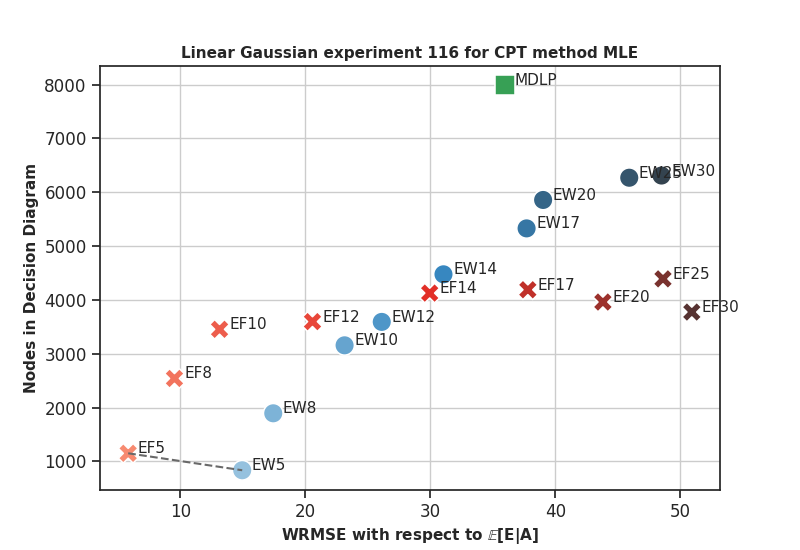 Linear Gaussian experiment 116 for CPT method MLE
Nodes in Decision Diagram
8000
7000
6000
5000
4000
3000
2000
1000
MDLP
EW25
EW30
EW20
EW17
EW14
EF14
EF17
EF25
EF20
EF30
EF10
EF12
EW12
EW10
EF8
EW8
EF5
EW5
10
20
30
40
50
WRMSE with respect to 𝔼[E|A]